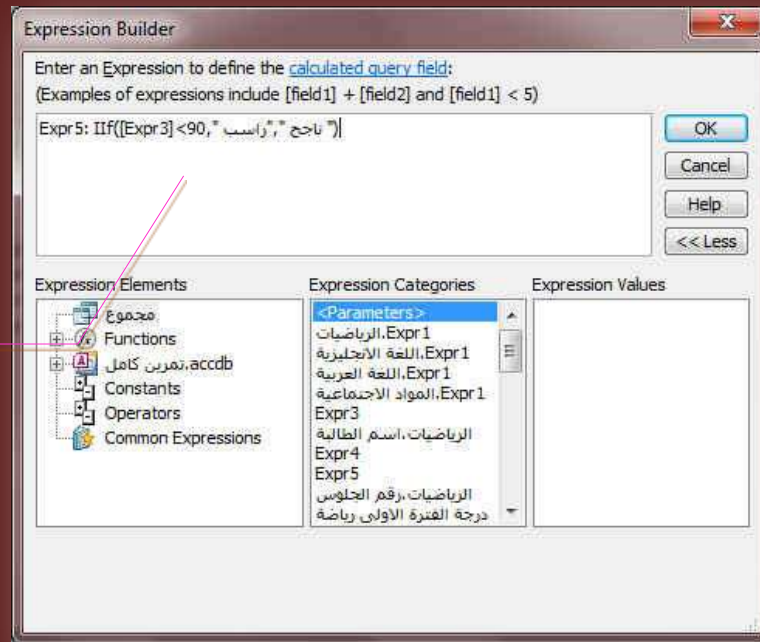 Expression Builder
Enter an Expression to define the calculated query field:
(Examples of expressions include [field1] + [field2] and [field1] < 5)
Expr5: IIf([Expr3]<90," ناجح ","راسب ")
OK
Cancel
Help
<< Less
Expression Elements
مجموع
Functions
تمرين كامل.accdb
Constants
Operators
Common Expressions
Expression Categories
<Parameters>
الرياضيات.Expr1
اللغة الانجليزية.Expr1
اللغة العربية.Expr1
المواد الاجتماعية.Expr1
Expr3
الرياضيات.اسم الطالبة
Expr4
Expr5
الرياضيات.رقم الجلوس
درجة الفترة الاولى رياضة
Expression Values